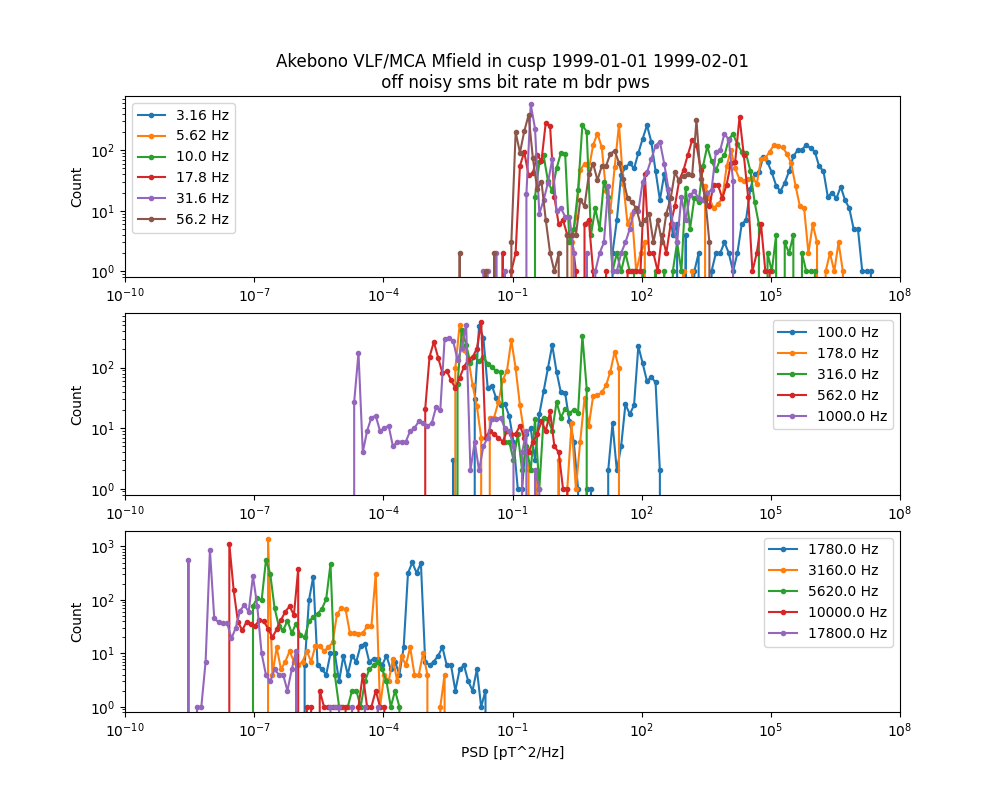 Akebono VLF/MCA Mfield in cusp 1999-01-01 1999-02-01
off noisy sms bit rate m bdr pws
Count
10^2
10^1
10^0
3.16 Hz
5.62 Hz
10.0 Hz
17.8 Hz
31.6 Hz
56.2 Hz
10^-10
10^-7
10^-4
10^-1
10^2
10^5
10^8
Count
10^2
10^1
10^0
100.0 Hz
178.0 Hz
316.0 Hz
562.0 Hz
1000.0 Hz
10^-10
10^-7
10^-4
10^-1
10^2
10^5
10^8
Count
10^3
10^2
10^1
10^0
1780.0 Hz
3160.0 Hz
5620.0 Hz
10000.0 Hz
17800.0 Hz
10^-10
10^-7
10^-4
10^-1
10^2
10^5
10^8
PSD [pT^2/Hz]